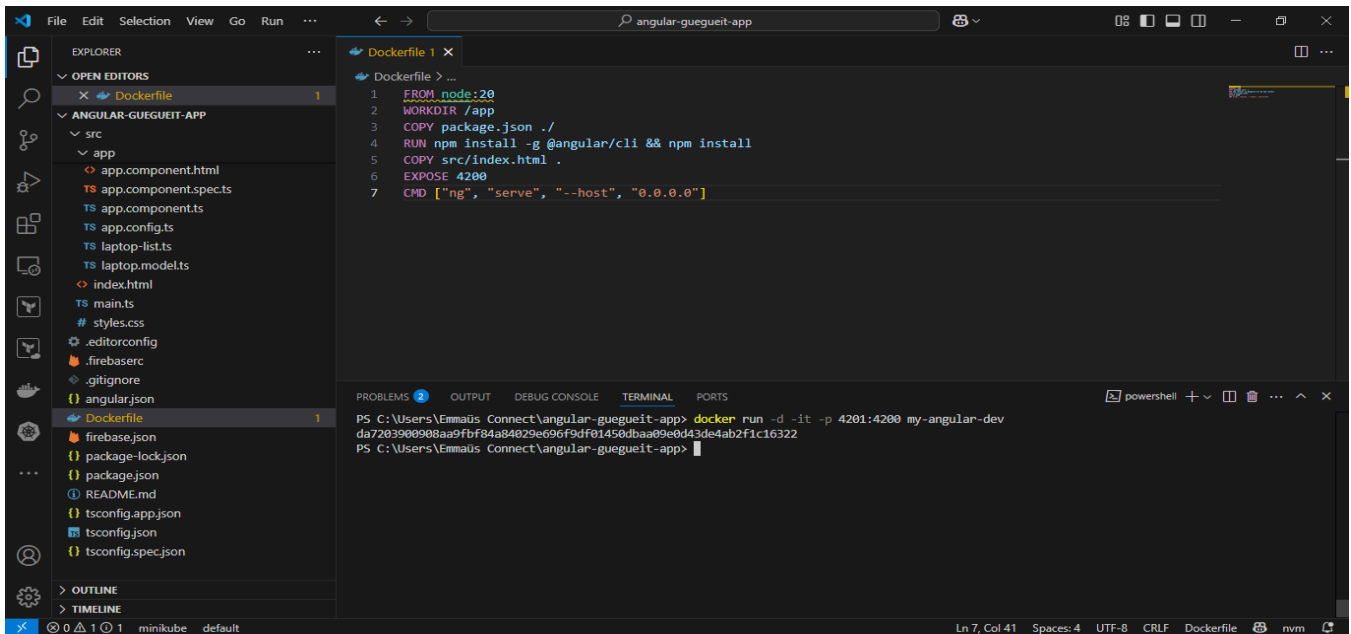 File Edit Selection View Go Run ...
angular-guegueit-app
EXPLORER
OPEN EDITORS
Dockerfile 1
ANGULAR-GUEGUEIT-APP
src
app
app.component.html
TS app.component.spec.ts
TS app.component.ts
TS app.config.ts
TS laptop-list.ts
TS laptop.model.ts
index.html
TS main.ts
# styles.css
.editorconfig
.firebaserc
.gitignore
{} angular.json
Dockerfile 1
firebase.json
{} package-lock.json
{} package.json
README.md
{} tsconfig.app.json
tsconfig.json
{} tsconfig.spec.json
OUTLINE
TIMELINE
Dockerfile 1
Dockerfile > ...
1 FROM node:20
2 WORKDIR /app
3 COPY package.json ./
4 RUN npm install -g @angular/cli && npm install
5 COPY src/index.html .
6 EXPOSE 4200
7 CMD ["ng", "serve", "--host", "0.0.0.0"]
PROBLEMS 2 OUTPUT DEBUG CONSOLE TERMINAL PORTS
powershell
PS C:\Users\Emmaüs Connect\angular-guegueit-app> docker run -d -it -p 4201:4200 my-angular-dev
da7203900908aa9fbf84a84029e696f9df01450dbaa09e0d43de4ab2f1c16322
PS C:\Users\Emmaüs Connect\angular-guegueit-app>
0 1 1 minikube default
Ln 7, Col 41 Spaces: 4 UTF-8 CRLF Dockerfile nvm